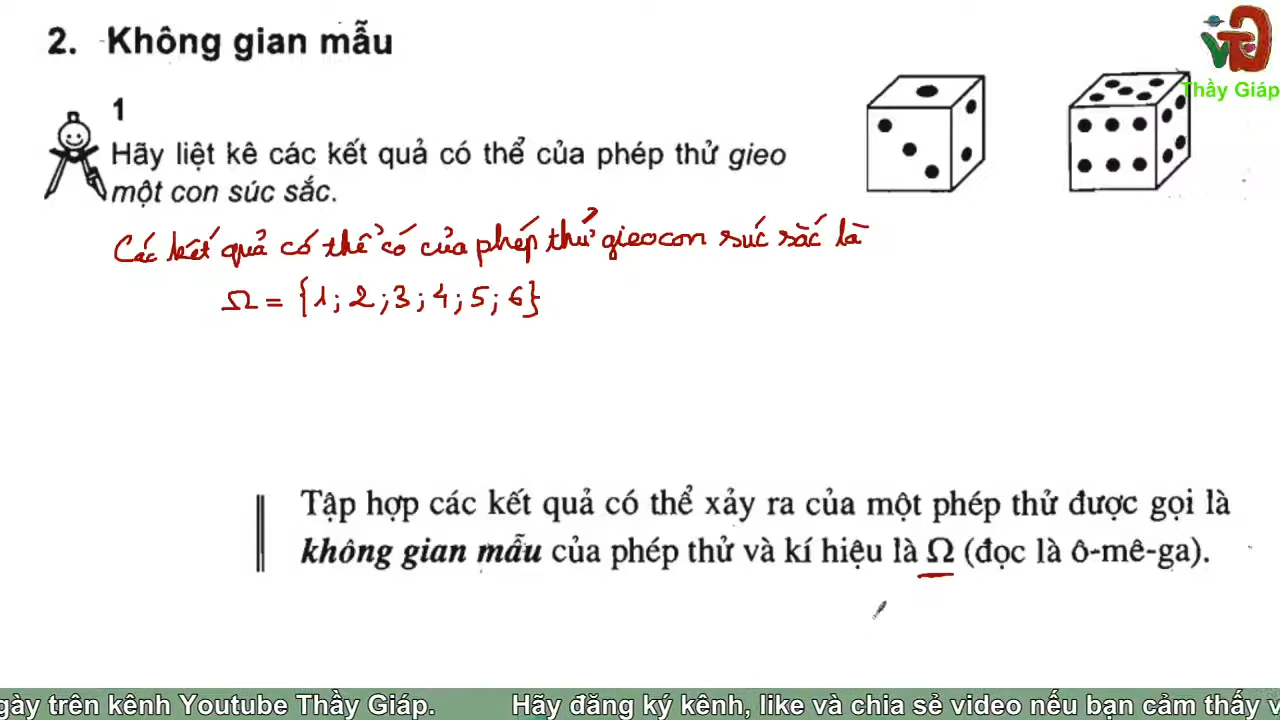 2. Không gian mẫu
Thầy Giáp
1
Hãy liệt kê các kết quả có thể của phép thử gieo
một con súc sắc.
Các kết quả có thể có của phép thử gieo con súc sắc là
Ω = {1; 2; 3; 4; 5; 6}
Tập hợp các kết quả có thể xảy ra của một phép thử được gọi là
không gian mẫu của phép thử và kí hiệu là Ω (đọc là ô-mê-ga).
gày trên kênh Youtube Thầy Giáp. Hãy đăng ký kênh, like và chia sẻ video nếu bạn cảm thấy v